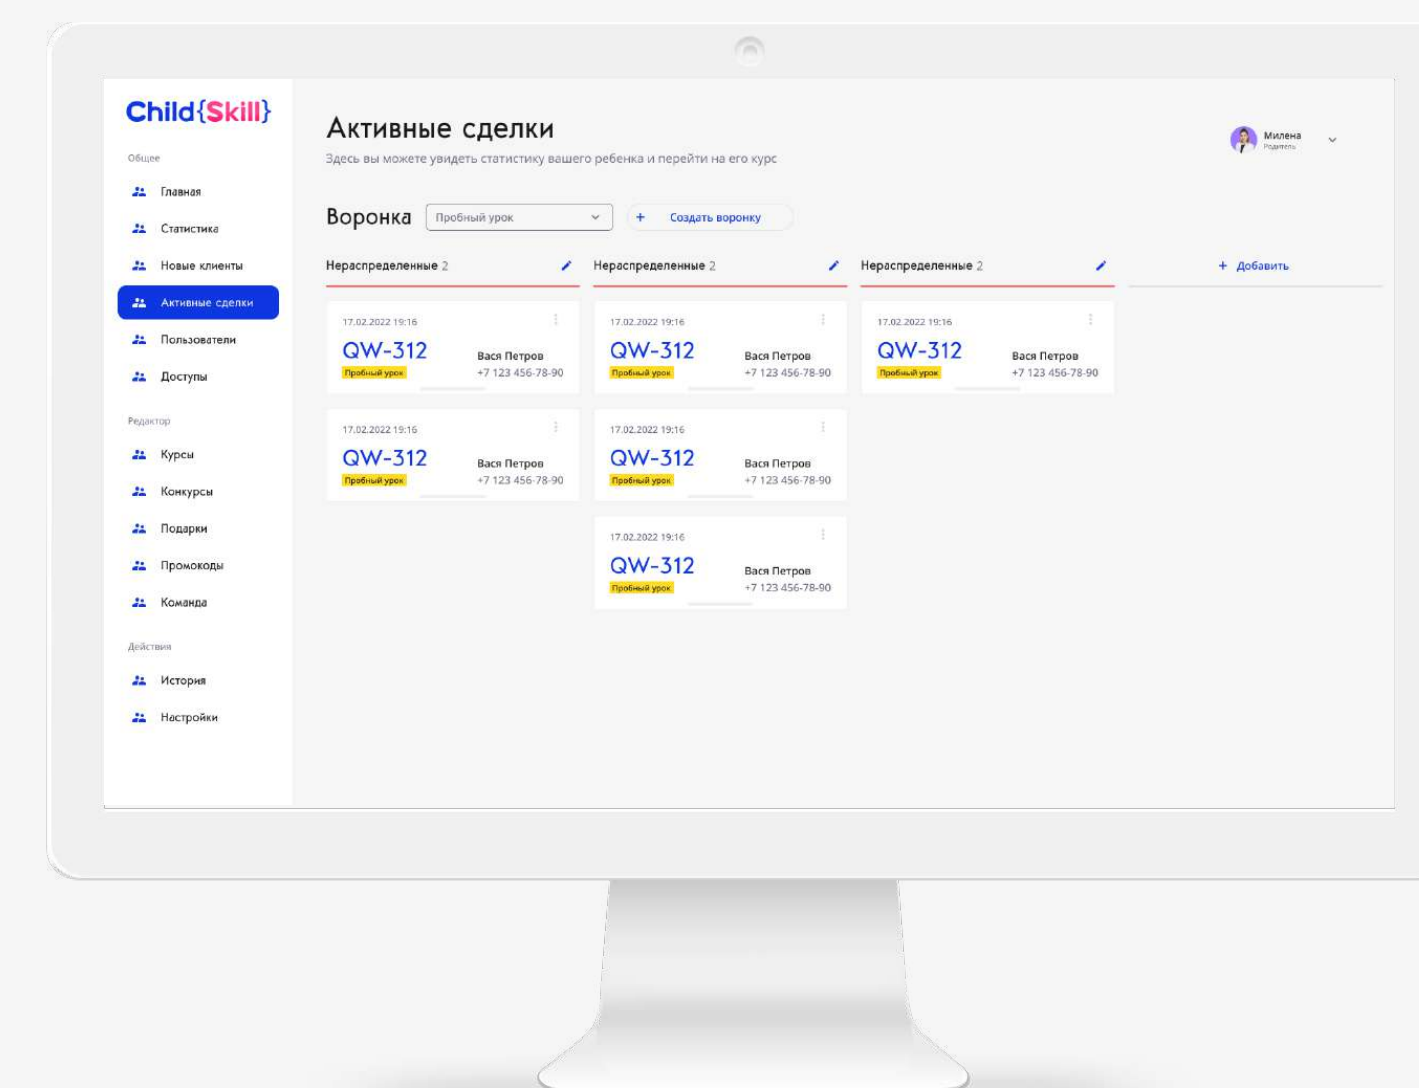 Child{Skill}
Общее
Главная
Статистика
Новые клиенты
Активные сделки
Пользователи
Доступы
Редактор
Курсы
Конкурсы
Подарки
Промокоды
Команда
Действия
История
Настройки
Активные сделки
Здесь вы можете увидеть статистику вашего ребенка и перейти на его курс
Милена
Родитель
Воронка
Пробный урок
+ Создать воронку
Нераспределенные 2
17.02.2022 19:16
QW-312
Пробный урок
Вася Петров
+7 123 456-78-90
17.02.2022 19:16
QW-312
Пробный урок
Вася Петров
+7 123 456-78-90
Нераспределенные 2
17.02.2022 19:16
QW-312
Пробный урок
Вася Петров
+7 123 456-78-90
17.02.2022 19:16
QW-312
Пробный урок
Вася Петров
+7 123 456-78-90
17.02.2022 19:16
QW-312
Пробный урок
Вася Петров
+7 123 456-78-90
Нераспределенные 2
17.02.2022 19:16
QW-312
Пробный урок
Вася Петров
+7 123 456-78-90
+ Добавить